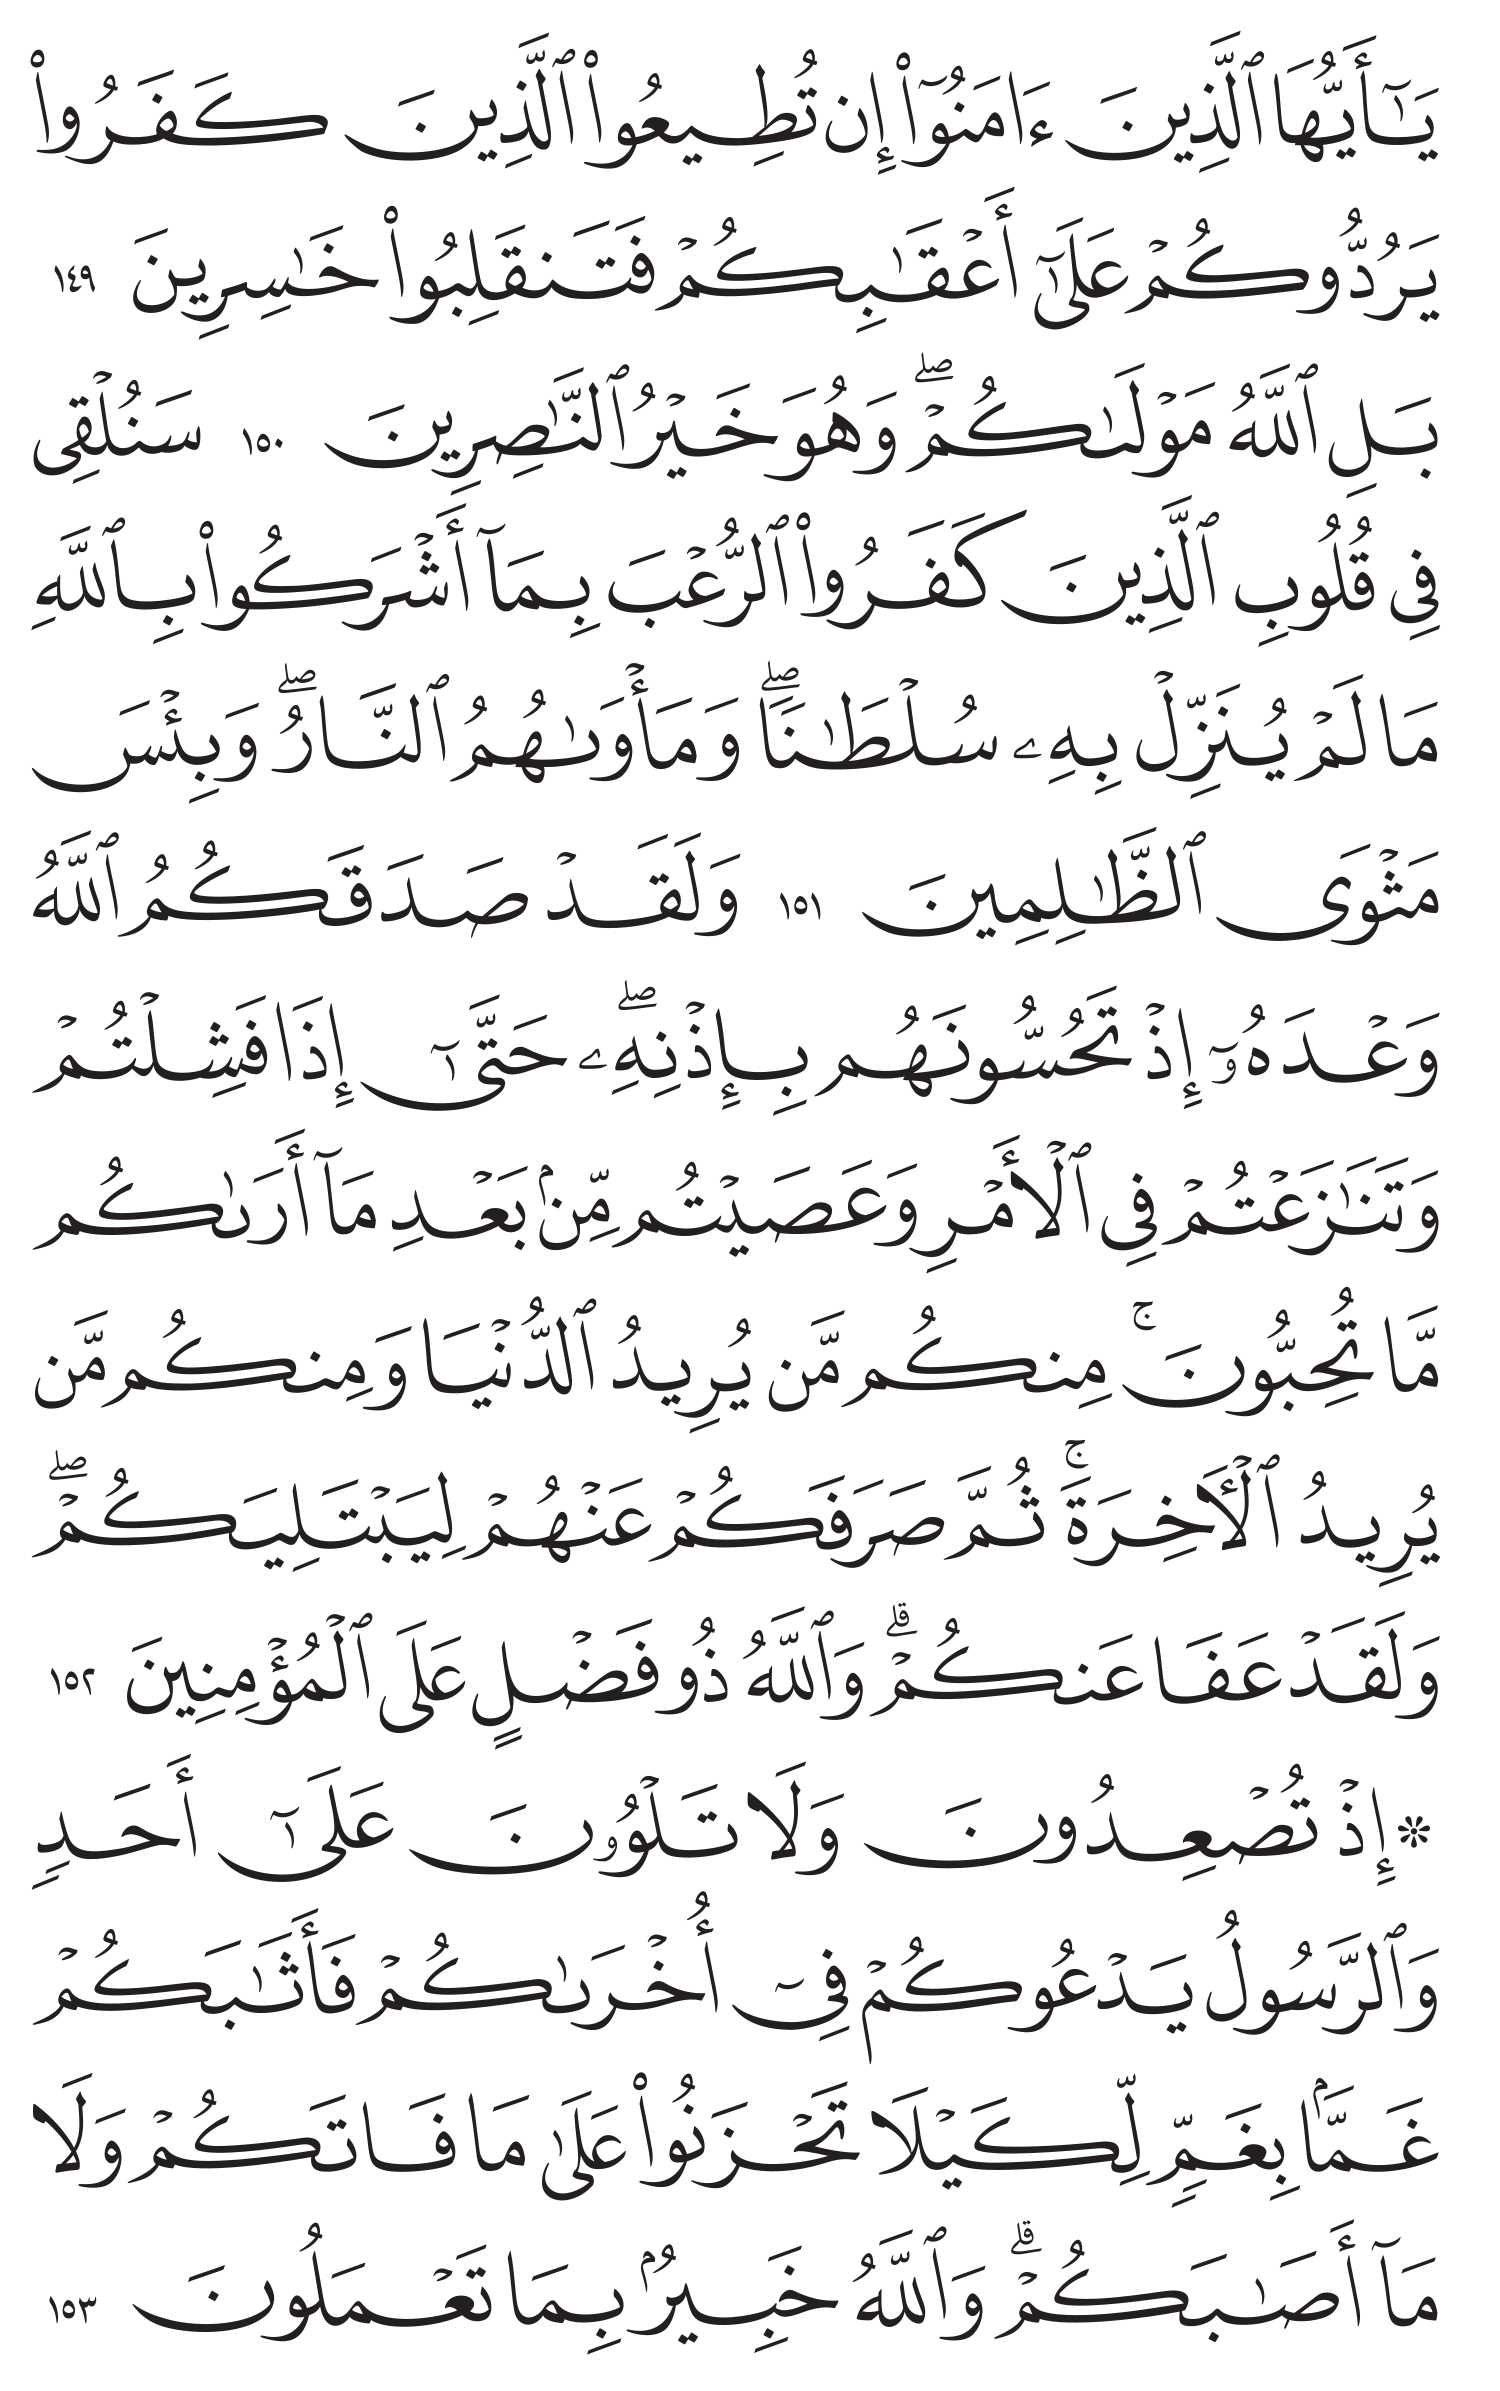 يَـٰٓأَيُّهَا ٱلَّذِينَ ءَامَنُوٓا۟ إِن تُطِيعُوا۟ ٱلَّذِينَ كَفَرُوا۟
يَرُدُّوكُمْ عَلَىٰٓ أَعْقَـٰبِكُمْ فَتَنقَلِبُوا۟ خَـٰسِرِينَ ١٤٩
بَلِ ٱللَّهُ مَوْلَىٰكُمْ ۖ وَهُوَ خَيْرُ ٱلنَّـٰصِرِينَ ١٥٠ سَنُلْقِى
فِى قُلُوبِ ٱلَّذِينَ كَفَرُوا۟ ٱلرُّعْبَ بِمَآ أَشْرَكُوا۟ بِٱللَّهِ
مَا لَمْ يُنَزِّلْ بِهِۦ سُلْطَـٰنًا ۖ وَمَأْوَىٰهُمُ ٱلنَّارُ ۖ وَبِئْسَ
مَثْوَى ٱلظَّـٰلِمِينَ ١٥١ وَلَقَدْ صَدَقَكُمُ ٱللَّهُ
وَعْدَهُۥٓ إِذْ تَحُسُّونَهُم بِإِذْنِهِۦ ۖ حَتَّىٰٓ إِذَا فَشِلْتُمْ
وَتَنَـٰزَعْتُمْ فِى ٱلْأَمْرِ وَعَصَيْتُم مِّنۢ بَعْدِ مَآ أَرَىٰكُم
مَّا تُحِبُّونَ ۚ مِنكُم مَّن يُرِيدُ ٱلدُّنْيَا وَمِنكُم مَّن
يُرِيدُ ٱلْـَٔاخِرَةَ ۚ ثُمَّ صَرَفَكُمْ عَنْهُمْ لِيَبْتَلِيَكُمْ ۖ
وَلَقَدْ عَفَا عَنكُمْ ۗ وَٱللَّهُ ذُو فَضْلٍ عَلَى ٱلْمُؤْمِنِينَ ١٥٢
۞ إِذْ تُصْعِدُونَ وَلَا تَلْوُۥنَ عَلَىٰٓ أَحَدٍ
وَٱلرَّسُولُ يَدْعُوكُمْ فِىٓ أُخْرَىٰكُمْ فَأَثَـٰبَكُمْ
غَمًّۢا بِغَمٍّ لِّكَيْلَا تَحْزَنُوا۟ عَلَىٰ مَا فَاتَكُمْ وَلَا
مَآ أَصَـٰبَكُمْ ۗ وَٱللَّهُ خَبِيرٌۢ بِمَا تَعْمَلُونَ ١٥٣